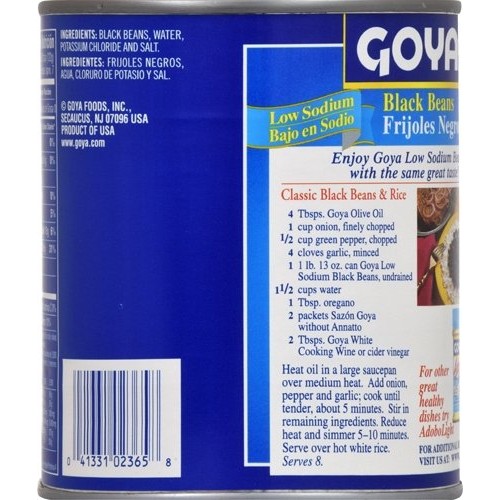 INGREDIENTS: BLACK BEANS, WATER,
POTASSIUM CHLORIDE AND SALT.
INGREDIENTES: FRIJOLES NEGROS,
AGUA, CLORURO DE POTASIO Y SAL.
© GOYA FOODS, INC.,
SECAUCUS, NJ 07096 USA
PRODUCT OF USA
www.goya.com
0 41331 02365 8
GOYA
Low Sodium
Bajo en Sodio
Black Beans
Frijoles Negro
Enjoy Goya Low Sodium
with the same great taste
Classic Black Beans & Rice
4 Tbsps. Goya Olive Oil
1 cup onion, finely chopped
1/2 cup green pepper, chopped
4 cloves garlic, minced
1 1 lb. 13 oz. can Goya Low
Sodium Black Beans, undrained
1 1/2 cups water
1 Tbsp. oregano
2 packets Sazón Goya
without Annatto
2 Tbsps. Goya White
Cooking Wine or cider vinegar
Heat oil in a large saucepan
over medium heat. Add onion,
pepper and garlic; cook until
tender, about 5 minutes. Stir in
remaining ingredients. Reduce
heat and simmer 5–10 minutes.
Serve over hot white rice.
Serves 8.
For other
great
healthy
dishes try
Adobo Light
FOR ADDITIONAL
VISIT US AT: